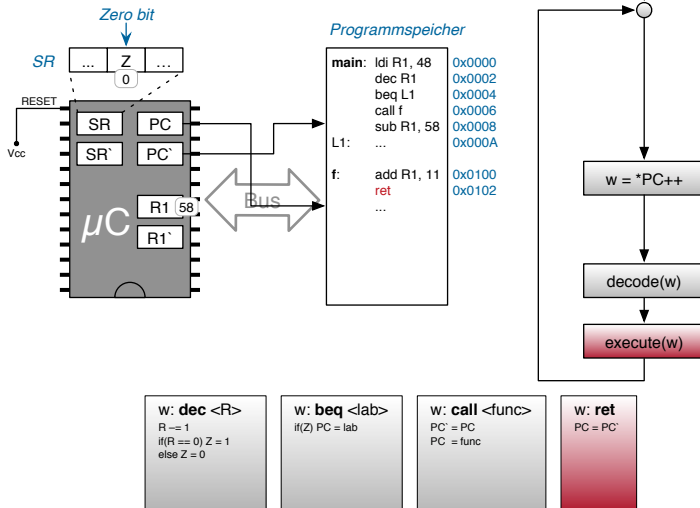 Zero bit
Programmspeicher
SR ... Z ...
0
RESET
Vcc
SR PC
SR` PC`
R1 58
R1`
µC
Bus
main: ldi R1, 48 0x0000
dec R1 0x0002
beq L1 0x0004
call f 0x0006
sub R1, 58 0x0008
L1: ... 0x000A
f: add R1, 11 0x0100
ret 0x0102
...
w = *PC++
decode(w)
execute(w)
w: dec <R>
R –= 1
if(R == 0) Z = 1
else Z = 0
w: beq <lab>
if(Z) PC = lab
w: call <func>
PC` = PC
PC = func
w: ret
PC = PC`